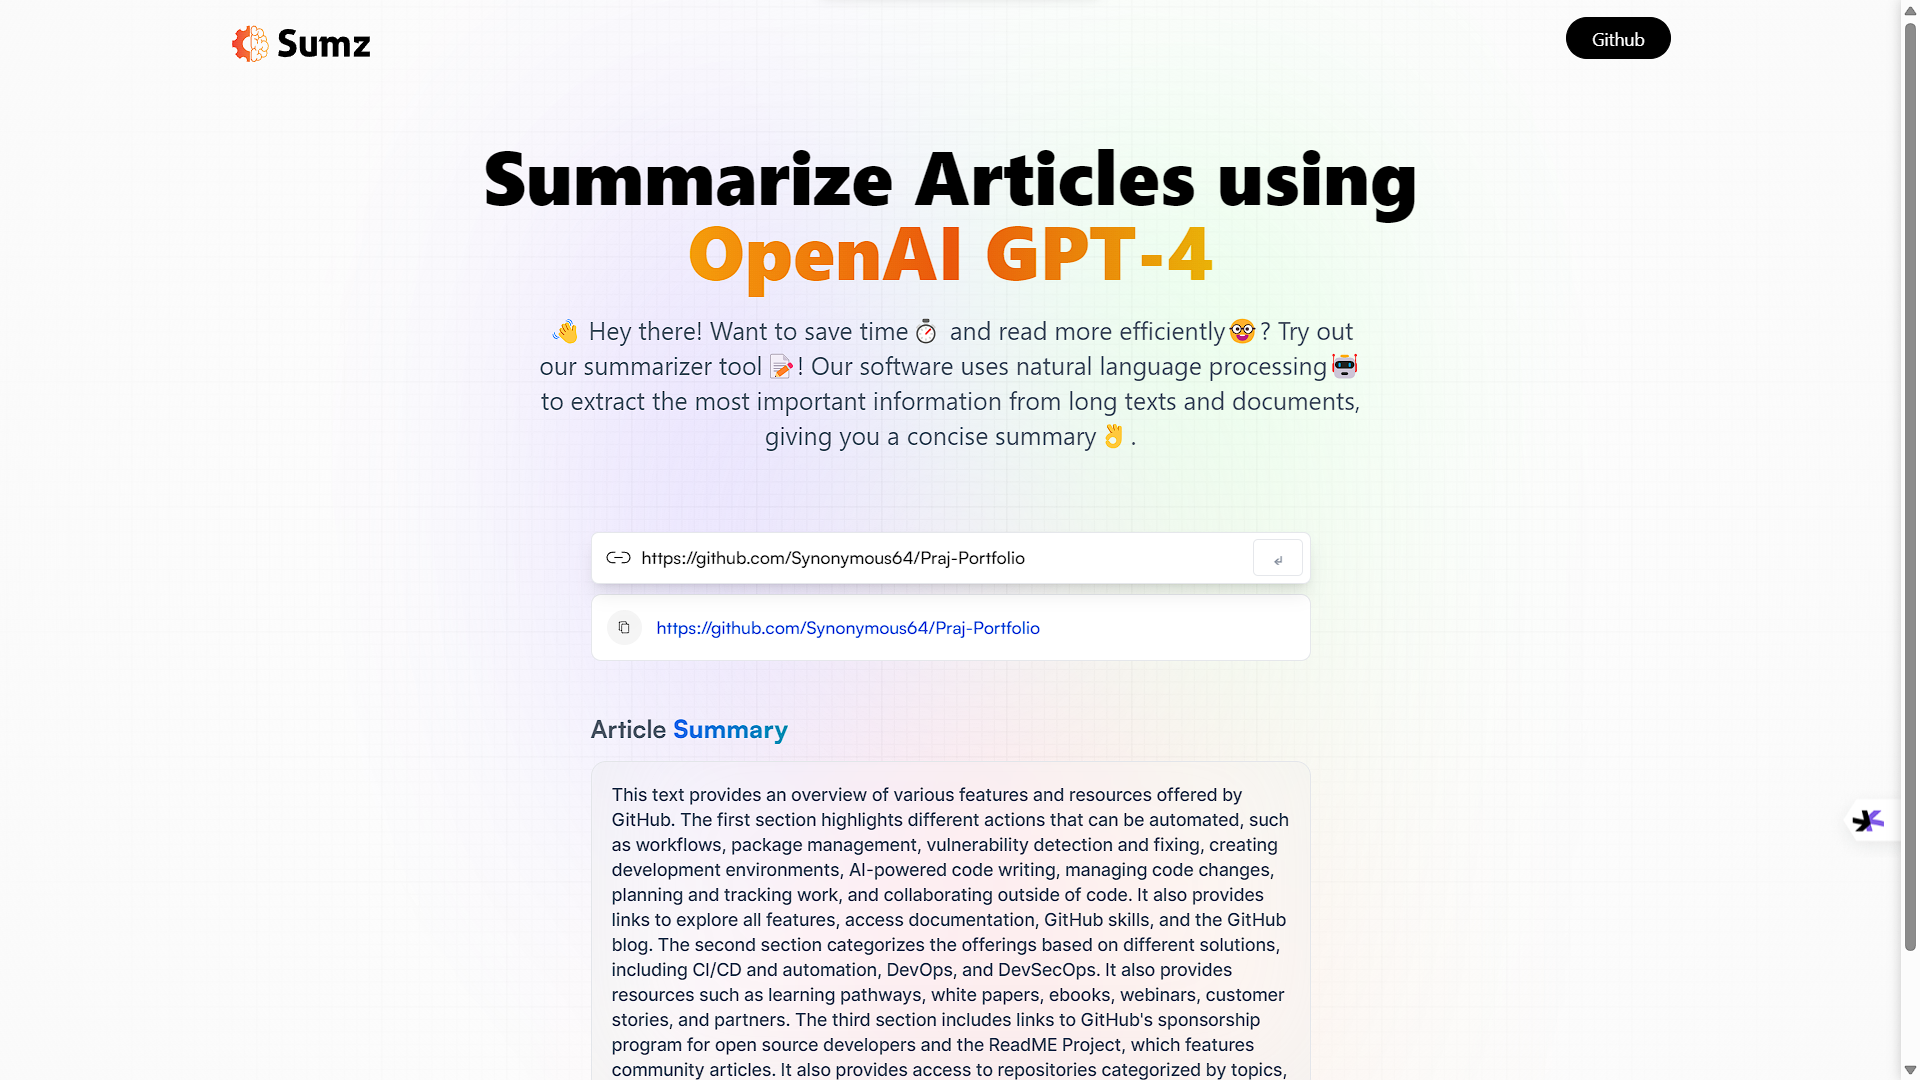 Sumz
Github
Summarize Articles using
OpenAI GPT-4
👋 Hey there! Want to save time⏱️ and read more efficiently🤓? Try out
our summarizer tool 📝! Our software uses natural language processing🤖
to extract the most important information from long texts and documents,
giving you a concise summary👌.
https://github.com/Synonymous64/Praj-Portfolio
https://github.com/Synonymous64/Praj-Portfolio
Article Summary
This text provides an overview of various features and resources offered by
GitHub. The first section highlights different actions that can be automated, such
as workflows, package management, vulnerability detection and fixing, creating
development environments, AI-powered code writing, managing code changes,
planning and tracking work, and collaborating outside of code. It also provides
links to explore all features, access documentation, GitHub skills, and the GitHub
blog. The second section categorizes the offerings based on different solutions,
including CI/CD and automation, DevOps, and DevSecOps. It also provides
resources such as learning pathways, white papers, ebooks, webinars, customer
stories, and partners. The third section includes links to GitHub's sponsorship
program for open source developers and the ReadME Project, which features
community articles. It also provides access to repositories categorized by topics,